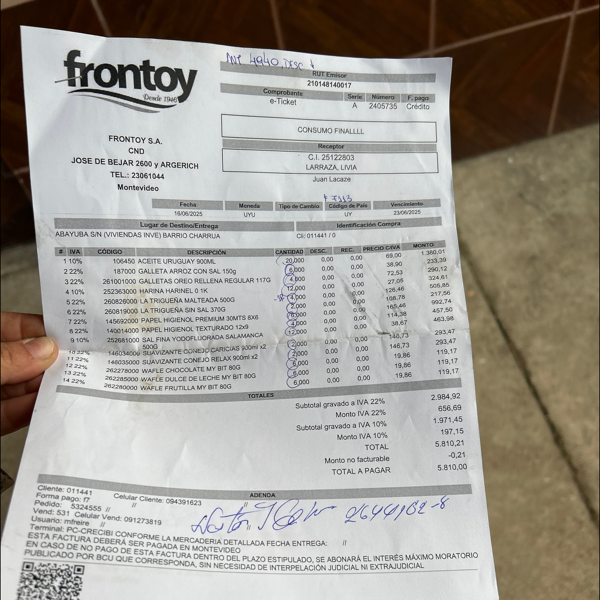 NP 4940, DESC $
frontoy
Desde 1940
RUT Emisor
210148140017
Comprobante Serie Número F. pago
e-Ticket A 2405735 Crédito
CONSUMO FINALLLL
FRONTOY S.A.
CND
JOSE DE BEJAR 2600 y ARGERICH
TEL.: 23061044
Montevideo
Receptor
C.I. 25122803
LARRAZA, LIVIA
Juan Lacaze
Fecha Moneda Tipo de Cambio Código de País Vencimiento
16/06/2025 UYU UY 23/06/2025
Lugar de Destino/Entrega Identificación Compra
ABAYUBA S/N (VIVIENDAS INVE) BARRIO CHARRUA Cli: 011441 / 0
# IVA CÓDIGO DESCRIPCIÓN CANTIDAD DESC. REC. PRECIO C/IVA MONTO
1 10% 106450 ACEITE URUGUAY 900ML 20,000 0,00 0,00 69,00 1.380,01
2 22% 187000 GALLETA ARROZ CON SAL 150g 6,000 0,00 0,00 38,90 233,39
3 22% 261001000 GALLETITAS OREO RELLENA REGULAR 117G 4,000 0,00 0,00 72,53 290,12
4 10% 252363000 HARINA HARINEL 0 1K 12,000 0,00 0,00 27,05 324,61
5 22% 260826000 LA TRIGUEÑA MALTEADA 500G 4,000 0,00 0,00 126,46 505,85
6 22% 260819000 LA TRIGUEÑA SIN SAL 370G 2,000 0,00 0,00 108,78 217,56
7 22% 145692000 PAPEL HIGIENOL PREMIUM 30MTS 8X6 6,000 0,00 0,00 165,46 992,74
8 22% 140014000 PAPEL HIGIENOL TEXTURADO 12x9 4,000 0,00 0,00 114,38 457,50
9 10% 252681000 SAL FINA YODOFLUORADA SALAMANCA 500G 12,000 0,00 0,00 38,67 463,98
10 22% 146034000 SUAVIZANTE CONEJO CARICIAS 930ml x2 2,000 0,00 0,00 146,73 293,47
11 22% 146035000 SUAVIZANTE CONEJO RELAX 900ml x2 2,000 0,00 0,00 146,73 293,47
12 22% 262278000 WAFLE CHOCOLATE MY BIT 80G 6,000 0,00 0,00 19,86 119,17
13 22% 262285000 WAFLE DULCE DE LECHE MY BIT 80G 6,000 0,00 0,00 19,86 119,17
14 22% 262280000 WAFLE FRUTILLA MY BIT 80G 6,000 0,00 0,00 19,86 119,17
TOTALES
Subtotal gravado a IVA 22% 2.984,92
Monto IVA 22% 656,69
Subtotal gravado a IVA 10% 1.971,45
Monto IVA 10% 197,15
TOTAL 5.810,21
Monto no facturable -0,21
TOTAL A PAGAR 5.810,00
ADENDA
Cliente: 011441 Celular Cliente: 094391623
Forma pago: f7 //
Pedido: 5324555 //
Vend: 531 Celular Vend: 091273819
Usuario: mfreire // //
Terminal: PC-CRECIBI CONFORME LA MERCADERIA DETALLADA FECHA ENTREGA: //
ESTA FACTURA DEBERÁ SER PAGADA EN MONTEVIDEO
EN CASO DE NO PAGO DE ESTA FACTURA DENTRO DEL PLAZO ESTIPULADO, SE ABONARÁ EL INTERÉS MÁXIMO MORATORIO
PUBLICADO POR BCU QUE CORRESPONDA, SIN NECESIDAD DE INTERPELACIÓN JUDICIAL NI EXTRAJUDICIAL